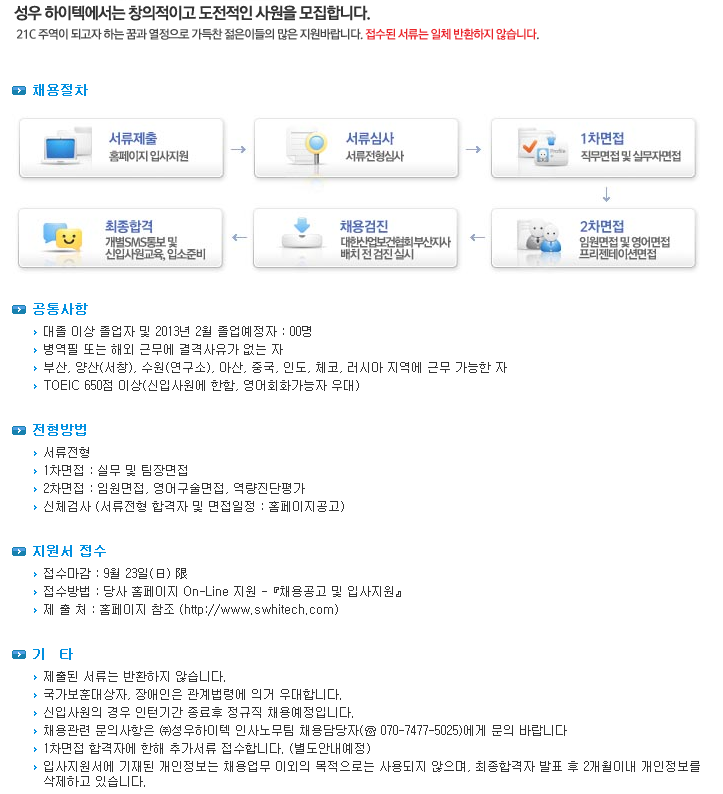 성우 하이텍에서는 창의적이고 도전적인 사원을 모집합니다.
21C 주역이 되고자 하는 꿈과 열정으로 가득찬 젊은이들의 많은 지원바랍니다. 접수된 서류는 일체 반환하지 않습니다.
채용절차
서류제출
홈페이지 입사지원
서류심사
서류전형심사
1차면접
직무면접 및 실무자면접
Profile
최종합격
개별SMS통보 및
신입사원교육, 입소준비
채용검진
대한산업보건협회 부산지사
배치 전 검진 실시
2차면접
임원면접 및 영어면접
프리젠테이션면접
공통사항
대졸 이상 졸업자 및 2013년 2월 졸업예정자 : 00명
병역필 또는 해외 근무에 결격사유가 없는 자
부산, 양산(서창), 수원(연구소), 아산, 중국, 인도, 체코, 러시아 지역에 근무 가능한 자
TOEIC 650점 이상(신입사원에 한함, 영어회화가능자 우대)
전형방법
서류전형
1차면접 : 실무 및 팀장면접
2차면접 : 임원면접, 영어구술면접, 역량진단평가
신체검사 (서류전형 합격자 및 면접일정 : 홈페이지공고)
지원서 접수
접수마감 : 9월 23일(日) 限
접수방법 : 당사 홈페이지 On-Line 지원 - 『채용공고 및 입사지원』
제 출 처 : 홈페이지 참조 (http://www.swhitech.com)
기 타
제출된 서류는 반환하지 않습니다.
국가보훈대상자, 장애인은 관계법령에 의거 우대합니다.
신입사원의 경우 인턴기간 종료후 정규직 채용예정입니다.
채용관련 문의사항은 ㈜성우하이텍 인사노무팀 채용담당자(☎ 070-7477-5025)에게 문의 바랍니다
1차면접 합격자에 한해 추가서류 접수합니다. (별도안내예정)
입사지원서에 기재된 개인정보는 채용업무 이외의 목적으로는 사용되지 않으며, 최종합격자 발표 후 2개월이내 개인정보를
삭제하고 있습니다.